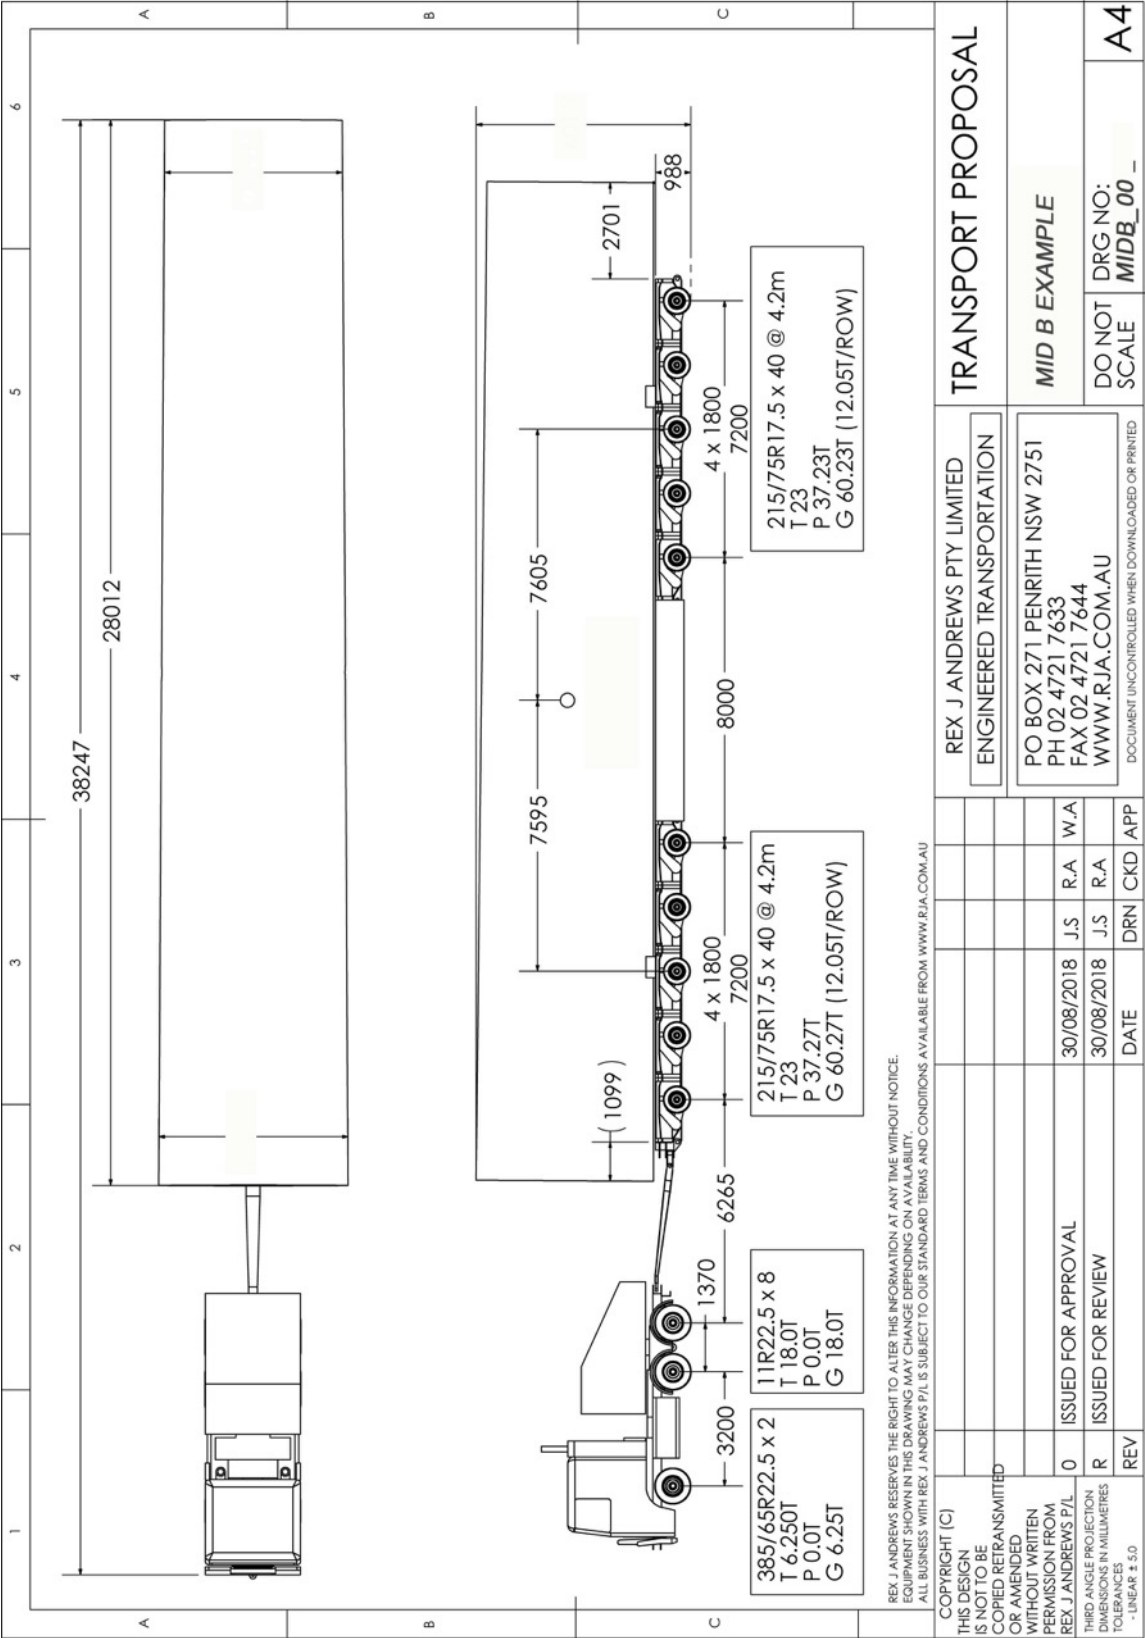 1
2
3
4
5
6
A
B
C
A
B
C
38247
28012
7595
7605
(1099)
2701
988
3200
1370
6265
4 x 1800
7200
8000
4 x 1800
7200
385/65R22.5 x 2
T 6.250T
P 0.0T
G 6.25T
11R22.5 x 8
T 18.0T
P 0.0T
G 18.0T
215/75R17.5 x 40 @ 4.2m
T 23
P 37.27T
G 60.27T (12.05T/ROW)
215/75R17.5 x 40 @ 4.2m
T 23
P 37.23T
G 60.23T (12.05T/ROW)
REX J ANDREWS RESERVES THE RIGHT TO ALTER THIS INFORMATION AT ANY TIME WITHOUT NOTICE.
EQUIPMENT SHOWN IN THIS DRAWING MAY CHANGE DEPENDING ON AVAILABILITY.
ALL BUSINESS WITH REX J ANDREWS P/L IS SUBJECT TO OUR STANDARD TERMS AND CONDITIONS AVAILABLE FROM WWW.RJA.COM.AU
COPYRIGHT (C)
THIS DESIGN
IS NOT TO BE
COPIED RETRANSMITTED
OR AMENDED
WITHOUT WRITTEN
PERMISSION FROM
REX J ANDREWS P/L
THIRD ANGLE PROJECTION
DIMENSIONS IN MILLIMETRES
TOLERANCES
- LINEAR ± 5.0
0 ISSUED FOR APPROVAL 30/08/2018 J.S R.A W.A
R ISSUED FOR REVIEW 30/08/2018 J.S R.A
REV DATE DRN CKD APP
REX J ANDREWS PTY LIMITED
ENGINEERED TRANSPORTATION
PO BOX 271 PENRITH NSW 2751
PH 02 4721 7633
FAX 02 4721 7644
WWW.RJA.COM.AU
DOCUMENT UNCONTROLLED WHEN DOWNLOADED OR PRINTED
TRANSPORT PROPOSAL
MID B EXAMPLE
DO NOT
SCALE
DRG NO:
MIDB_00 _
A4